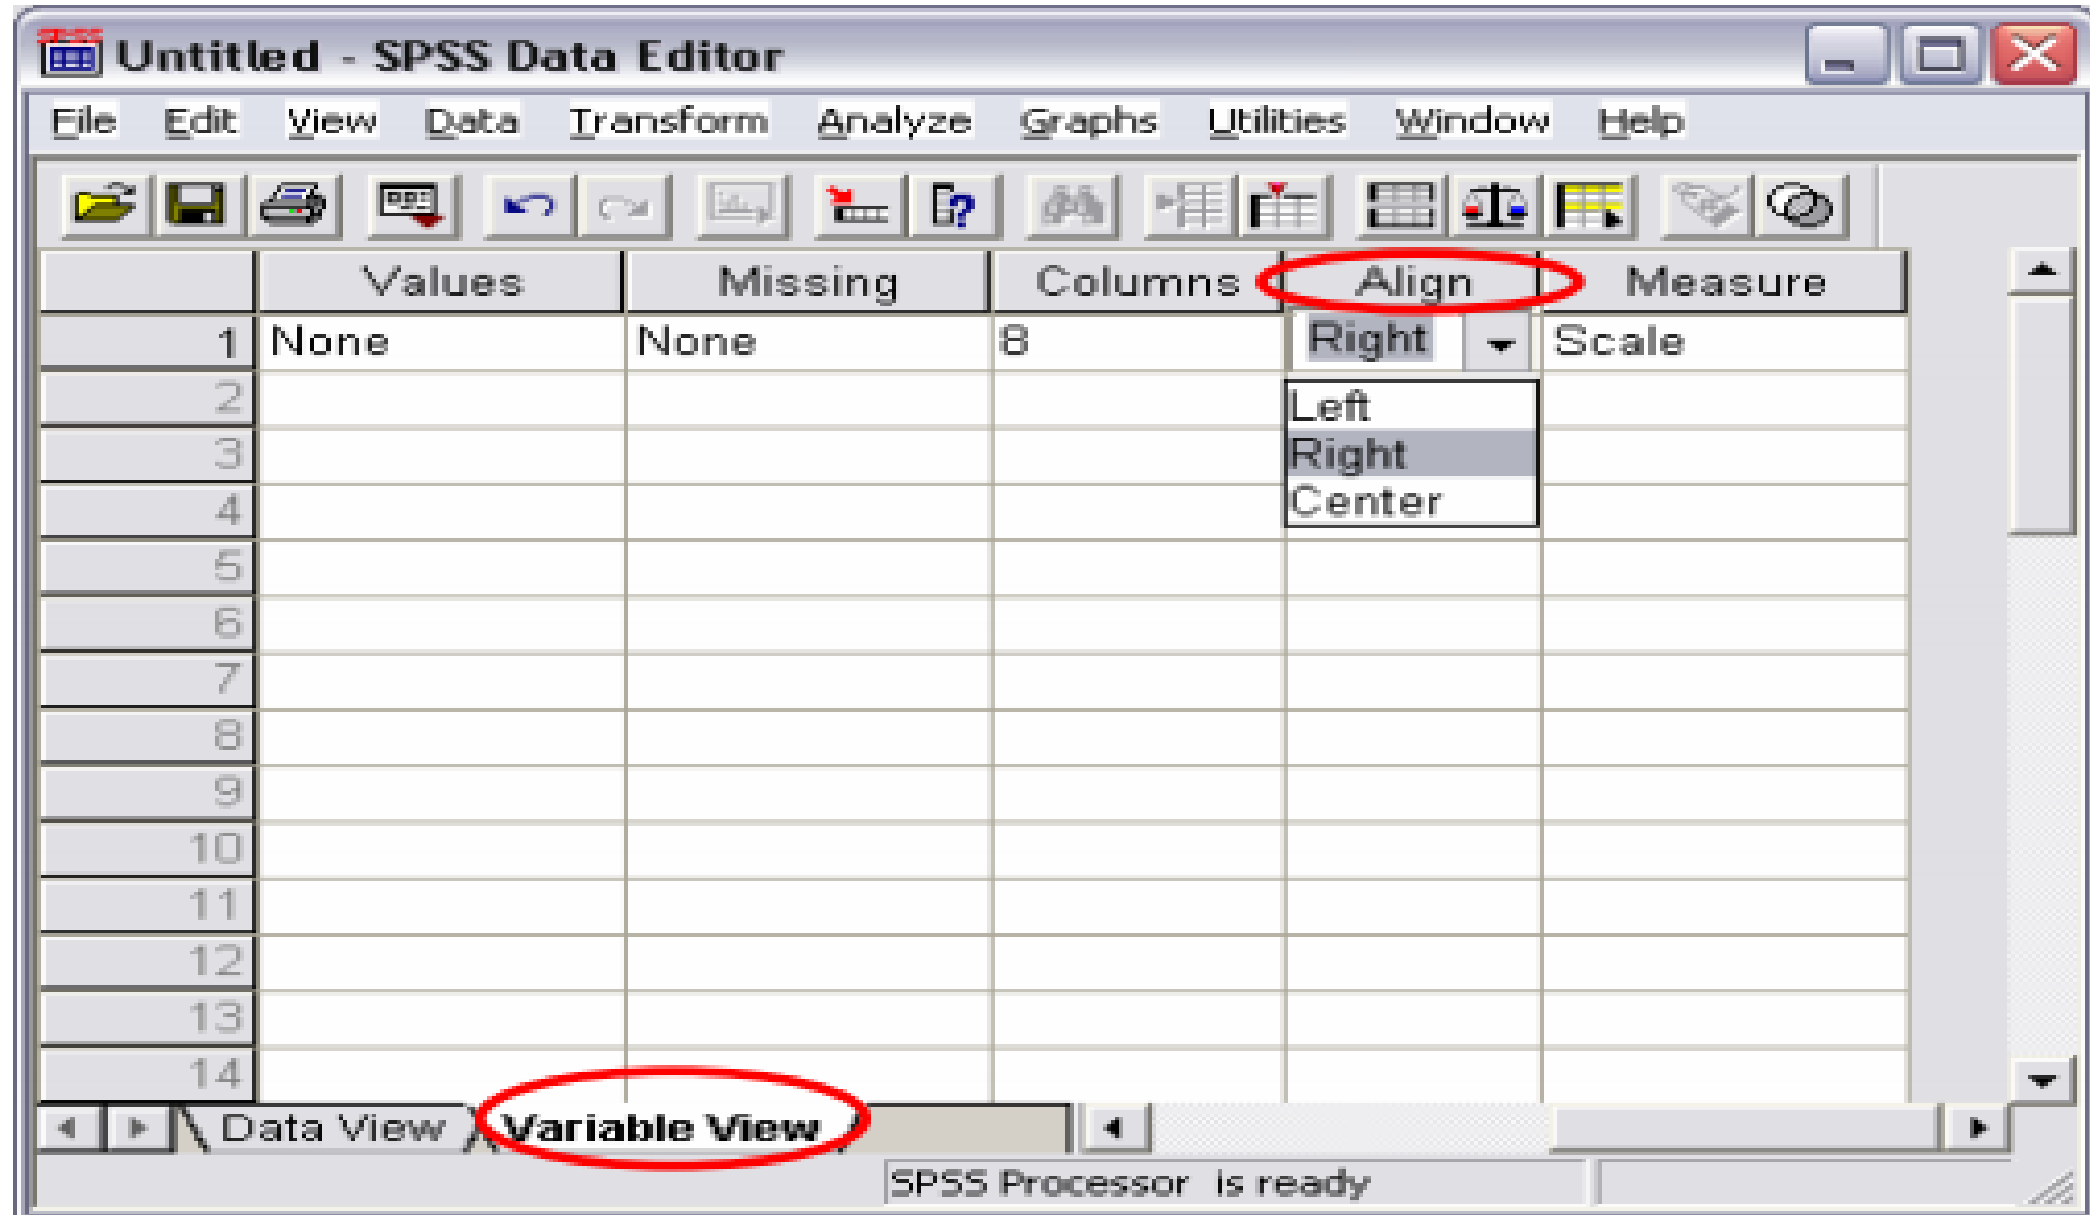 Untitled - SPSS Data Editor
File Edit View Data Transform Analyze Graphs Utilities Window Help
Values Missing Columns Align Measure
1 None None 8 Right Scale
2 Left
3 Right
4 Center
5
6
7
8
9
10
11
12
13
14
Data View Variable View
SPSS Processor is ready